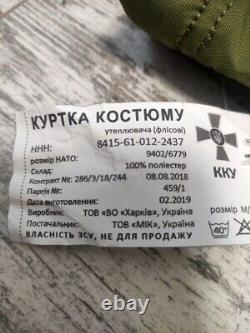 КУРТКА КОСТЮМУ
утеплювача (флісові)
ННН: 8415-61-012-2437
розмір НАТО: 9402/6779
Склад: 100% поліестер
Контракт № 286/3/18/244 08.08.2018
Партія № 459/1
Дата виготовлення: 02.2019
Виробник: ТОВ «ВО «Харків», Україна
Постачальник: ТОВ «МІК», Україна
ВЛАСНІСТЬ ЗСУ, НЕ ДЛЯ ПРОДАЖУ
ККУ
розмір М/
40°